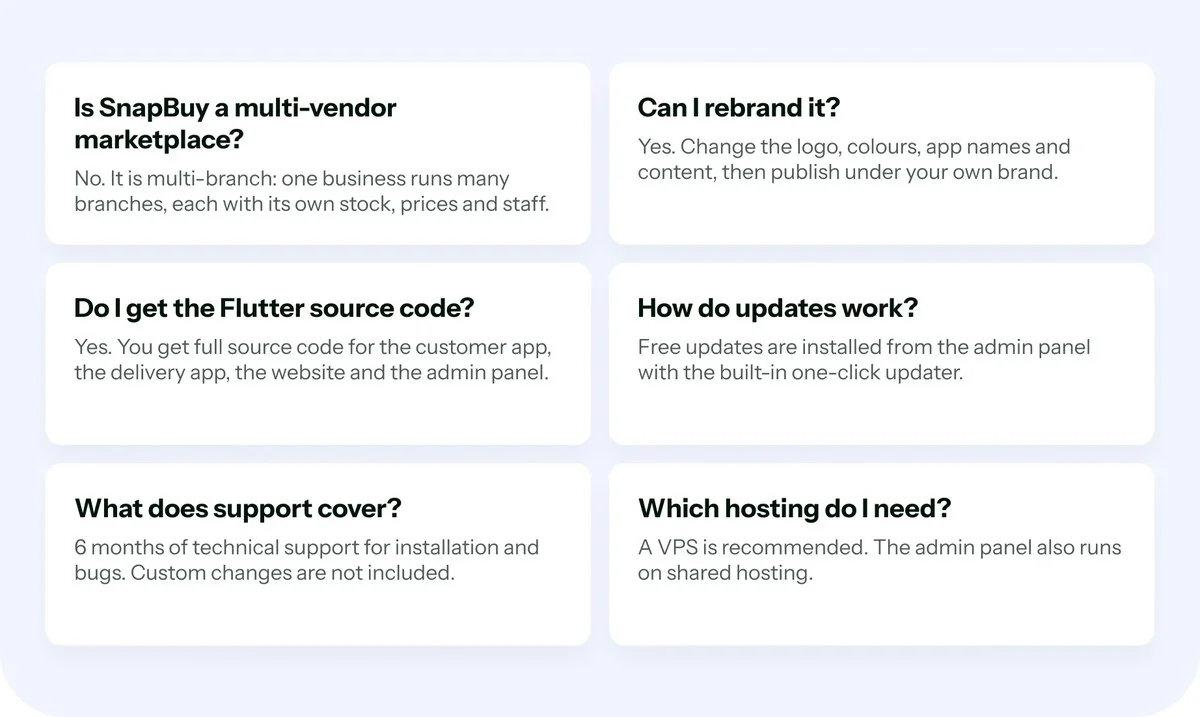 Is SnapBuy a multi-vendor
marketplace?
No. It is multi-branch: one business runs many
branches, each with its own stock, prices and staff.
Can I rebrand it?
Yes. Change the logo, colours, app names and
content, then publish under your own brand.
Do I get the Flutter source code?
Yes. You get full source code for the customer app,
the delivery app, the website and the admin panel.
How do updates work?
Free updates are installed from the admin panel
with the built-in one-click updater.
What does support cover?
6 months of technical support for installation and
bugs. Custom changes are not included.
Which hosting do I need?
A VPS is recommended. The admin panel also runs
on shared hosting.